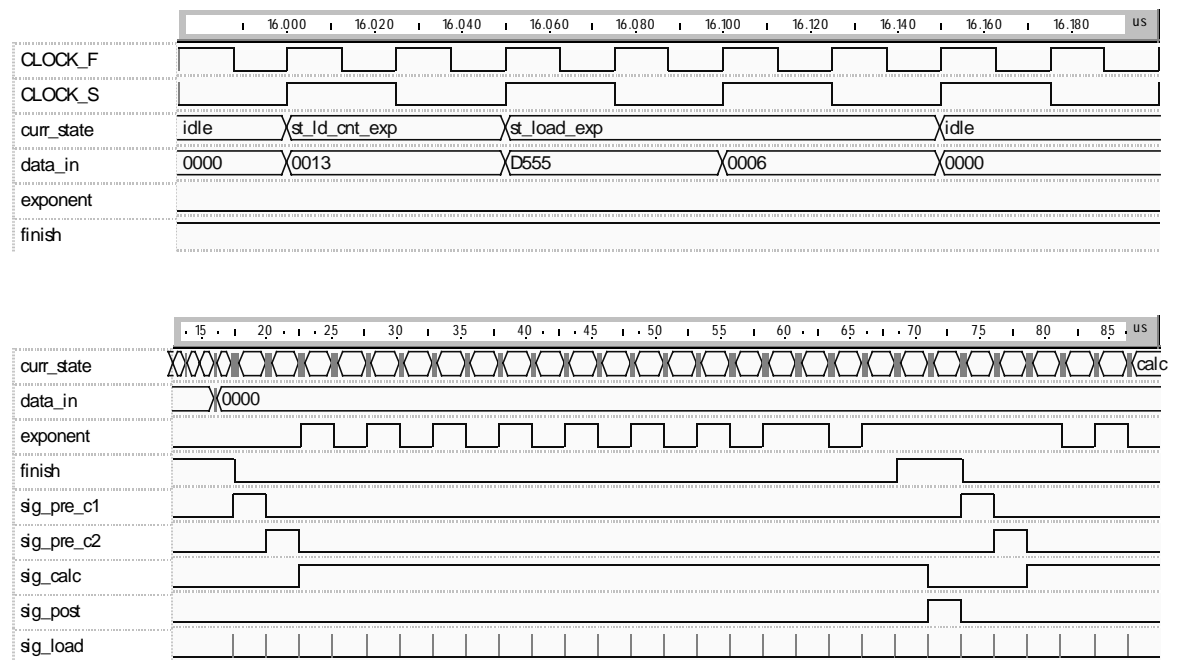 16.000 16.020 16.040 16.060 16.080 16.100 16.120 16.140 16.160 16.180 us
CLOCK_F
CLOCK_S
curr_state idle st_ld_cnt_exp st_load_exp idle
data_in 0000 0013 D555 0006 0000
exponent
finish
15 20 25 30 35 40 45 50 55 60 65 70 75 80 85 us
curr_state calc
data_in 0000
exponent
finish
sig_pre_c1
sig_pre_c2
sig_calc
sig_post
sig_load